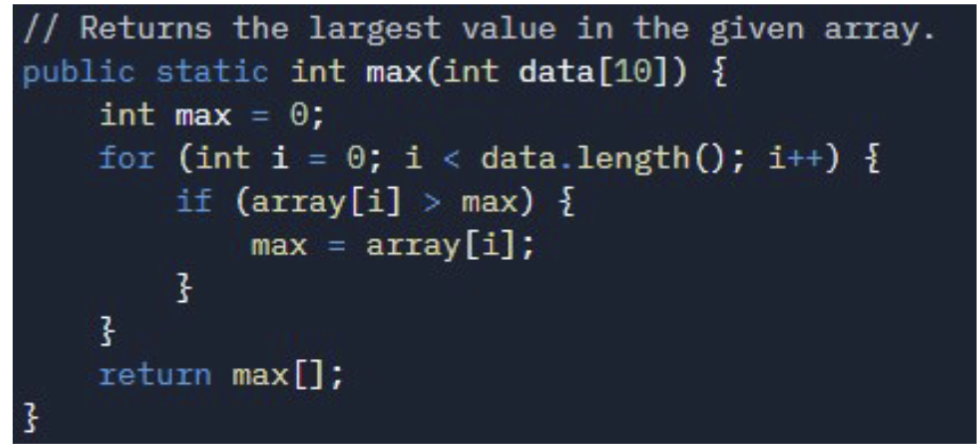 // Returns the largest value in the given array.
public static int max(int data[10]) {
    int max = 0;
    for (int i = 0; i < data.length(); i++) {
        if (array[i] > max) {
            max = array[i];
        }
    }
    return max[];
}